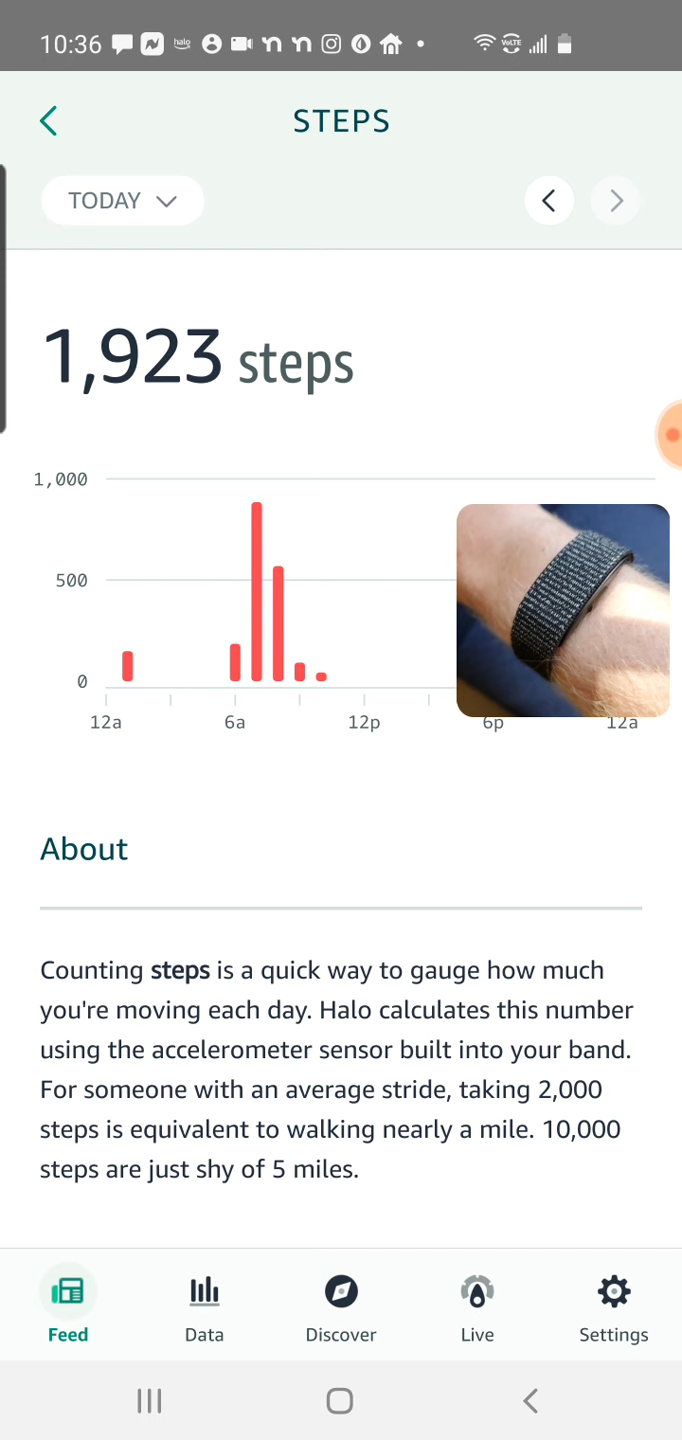 10:36 halo VoLTE
STEPS
TODAY
1,923 steps
1,000
500
0
12a 6a 12p 6p 12a
About
Counting steps is a quick way to gauge how much
you're moving each day. Halo calculates this number
using the accelerometer sensor built into your band.
For someone with an average stride, taking 2,000
steps is equivalent to walking nearly a mile. 10,000
steps are just shy of 5 miles.
Feed Data Discover Live Settings